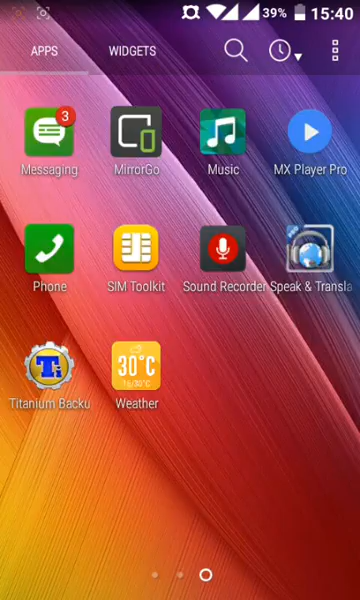 39% 15:40
APPS WIDGETS
3
Messaging MirrorGo Music MX Player Pro
Phone SIM Toolkit Sound Recorder Speak & Transla
Ti 30°C
16/30°C
Titanium Backu Weather